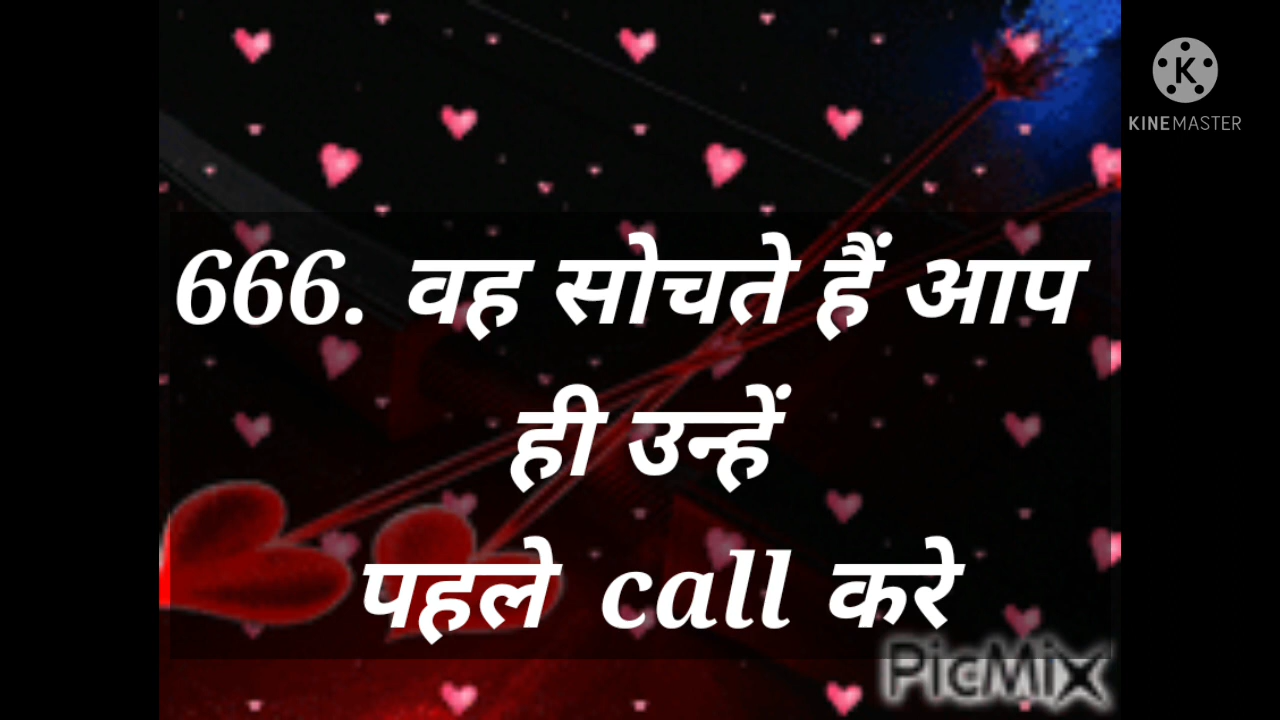 KINEMASTER
666. वह सोचते हैं आप
ही उन्हें
पहले call करे
PicMix